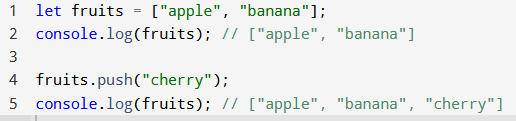 1 let fruits = ["apple", "banana"];
2 console.log(fruits); // ["apple", "banana"]
3
4 fruits.push("cherry");
5 console.log(fruits); // ["apple", "banana", "cherry"]